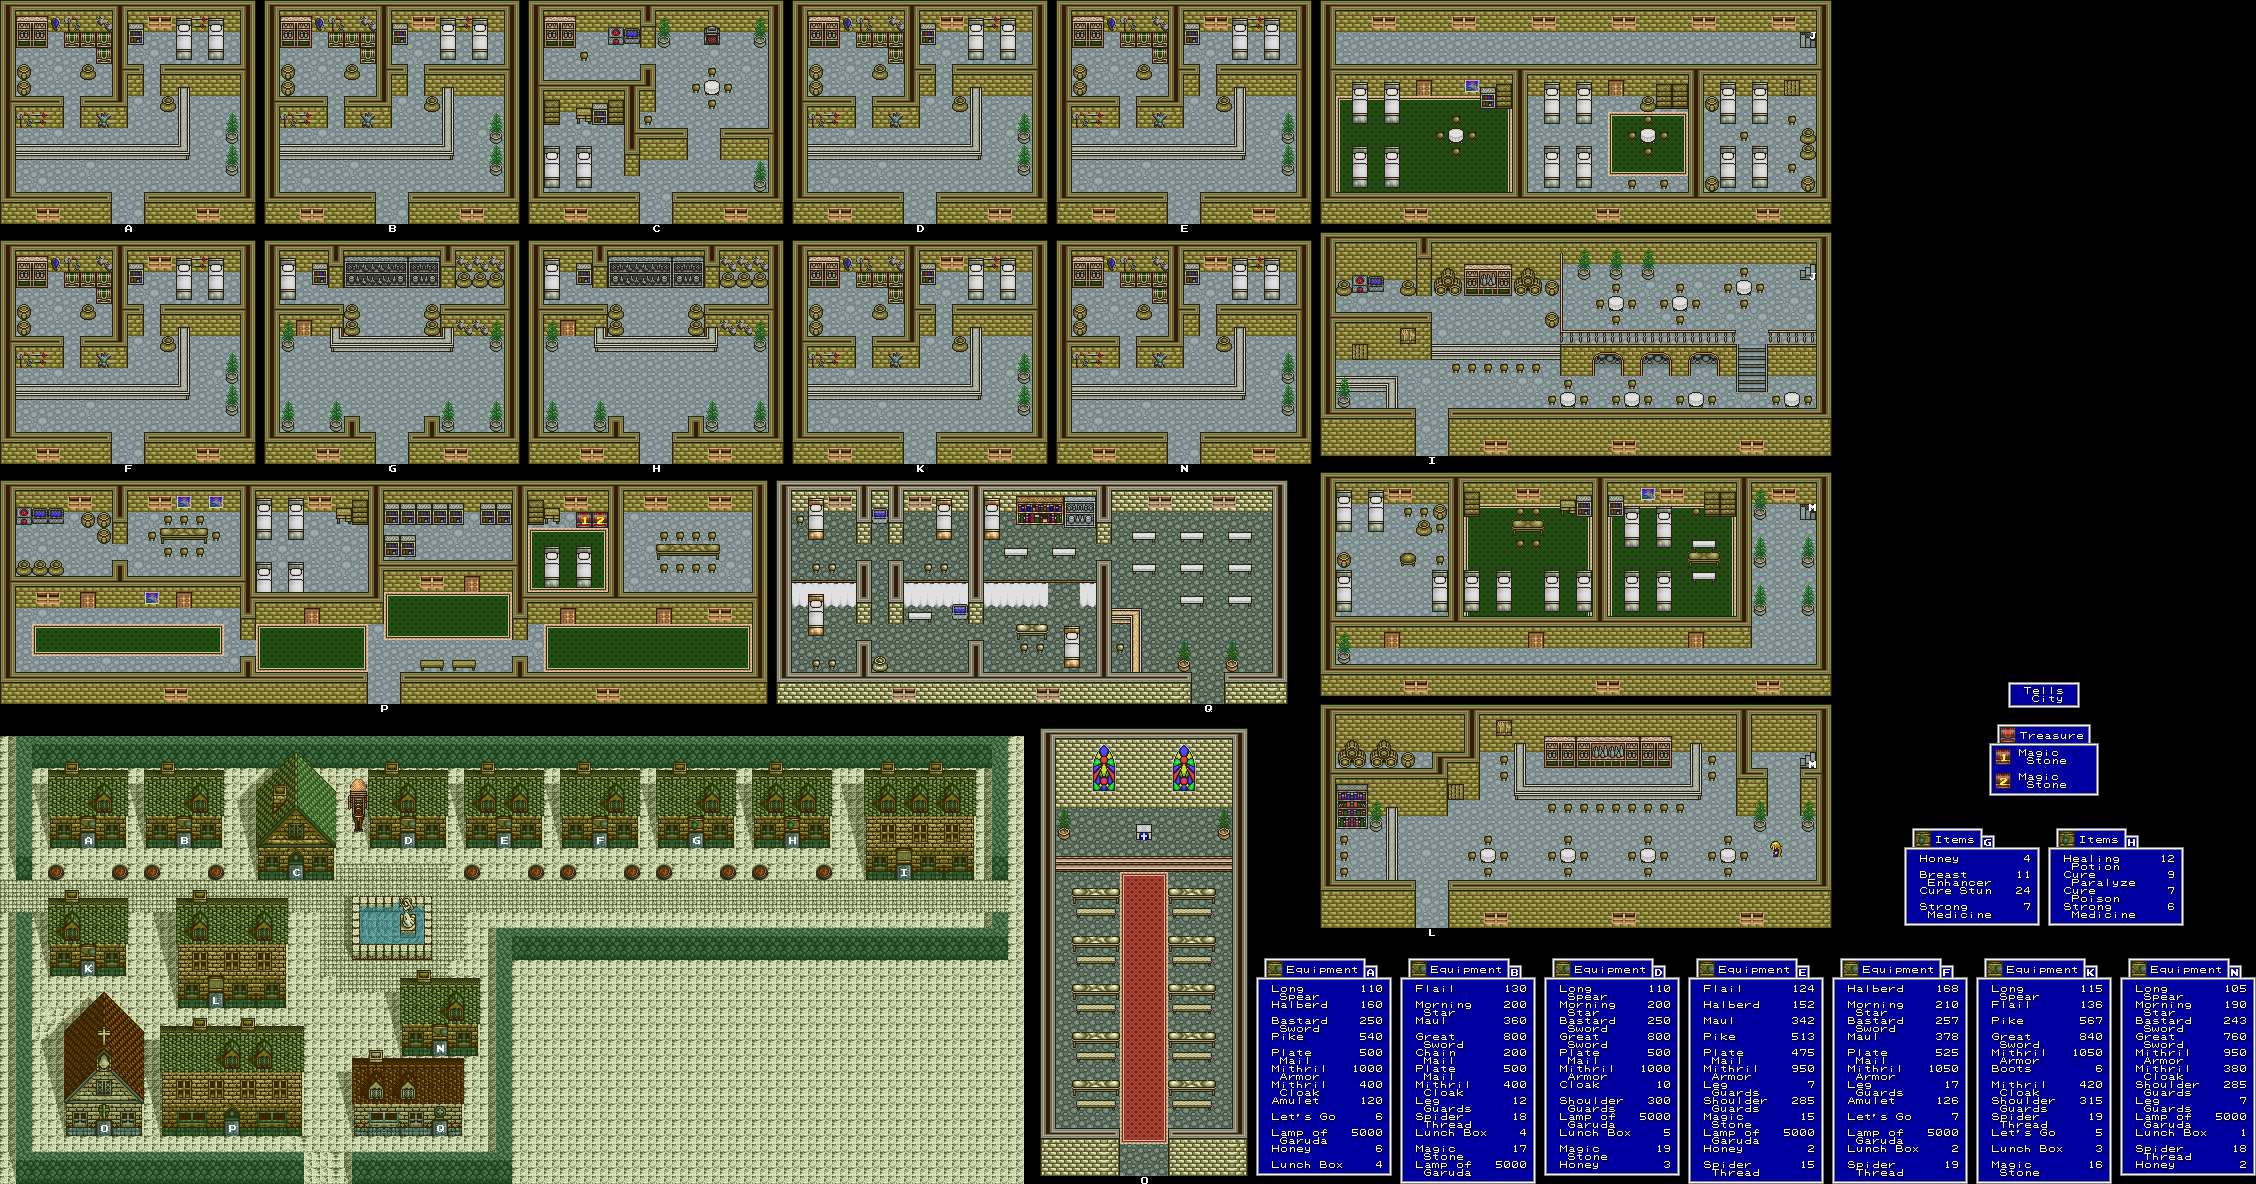 J
A
B
C
D
E
J
F
G
H
K
N
I
1 2
M
P
Q
M
L
O
A
B
D
E
F
G
H
C
I
K
L
N
O
P
Q
Tells
City
Treasure
1 Magic
Stone
2 Magic
Stone
Items G
Honey 4
Breast 11
Enhancer
Cure Stun 24
Strong 7
Medicine
Items H
Healing 12
Potion
Cure 9
Paralyze
Cure 7
Poison
Strong 6
Medicine
Equipment A
Long 110
Spear
Halberd 160
Bastard 250
Sword
Pike 540
Plate 500
Mail
Mithril 1000
Armor
Mithril 400
Cloak
Amulet 120
Let's Go 6
Lamp of 5000
Garuda
Honey 6
Lunch Box 4
Equipment B
Flail 130
Morning 200
Star
Maul 360
Great 800
Sword
Chain 200
Mail
Plate 500
Mail
Mithril 400
Cloak
Leg 12
Guards
Spider 18
Thread
Lunch Box 4
Magic 17
Stone
Lamp of 5000
Garuda
Equipment D
Long 110
Spear
Morning 200
Star
Bastard 250
Sword
Great 800
Sword
Plate 500
Mail
Mithril 1000
Armor
Cloak 10
Shoulder 300
Guards
Lamp of 5000
Garuda
Lunch Box 5
Magic 19
Stone
Honey 3
Equipment E
Flail 124
Halberd 152
Maul 342
Pike 513
Plate 475
Mail
Mithril 950
Armor
Leg 7
Guards
Shoulder 285
Guards
Magic 15
Stone
Lamp of 5000
Garuda
Honey 2
Spider 15
Thread
Equipment F
Halberd 168
Morning 210
Star
Bastard 257
Sword
Maul 378
Plate 525
Mail
Mithril 1050
Armor
Leg 17
Guards
Amulet 126
Let's Go 7
Lamp of 5000
Garuda
Lunch Box 2
Spider 19
Thread
Equipment K
Long 115
Spear
Flail 136
Pike 567
Great 840
Sword
Mithril 1050
Armor
Boots 6
Mithril 420
Cloak
Shoulder 315
Guards
Spider 19
Thread
Let's Go 5
Lunch Box 3
Magic 16
Stone
Equipment N
Long 105
Spear
Morning 190
Star
Bastard 243
Sword
Great 760
Sword
Mithril 950
Armor
Mithril 380
Cloak
Shoulder 285
Guards
Leg 7
Guards
Lamp of 5000
Garuda
Lunch Box 1
Spider 18
Thread
Honey 2